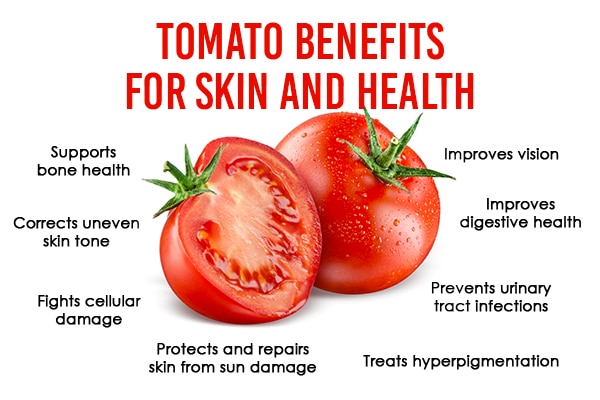 TOMATO BENEFITS
FOR SKIN AND HEALTH
Supports
bone health
Improves vision
Corrects uneven
skin tone
Improves
digestive health
Fights cellular
damage
Prevents urinary
tract infections
Protects and repairs
skin from sun damage
Treats hyperpigmentation